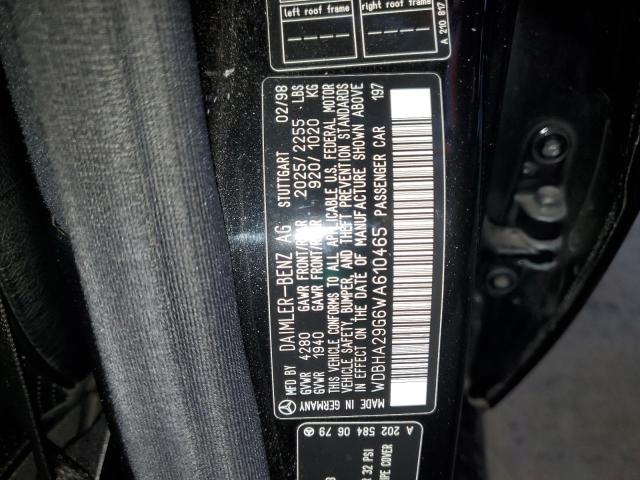 left roof frame
right roof frame
A 210 817
MFD BY DAIMLER-BENZ AG STUTTGART 02/98
GVWR 4280 GAWR FRONT/REAR 2025/2255 LBS
GVWR 1940 GAWR FRONT/REAR 920/1020 KG
THIS VEHICLE CONFORMS TO ALL APPLICABLE U.S. FEDERAL MOTOR
VEHICLE SAFETY, BUMPER, AND THEFT PREVENTION STANDARDS
IN EFFECT ON THE DATE OF MANUFACTURE SHOWN ABOVE
WDBHA29G6WA610465 PASSENGER CAR 197
MADE IN GERMANY
A 202 584 06 79
32 PSI